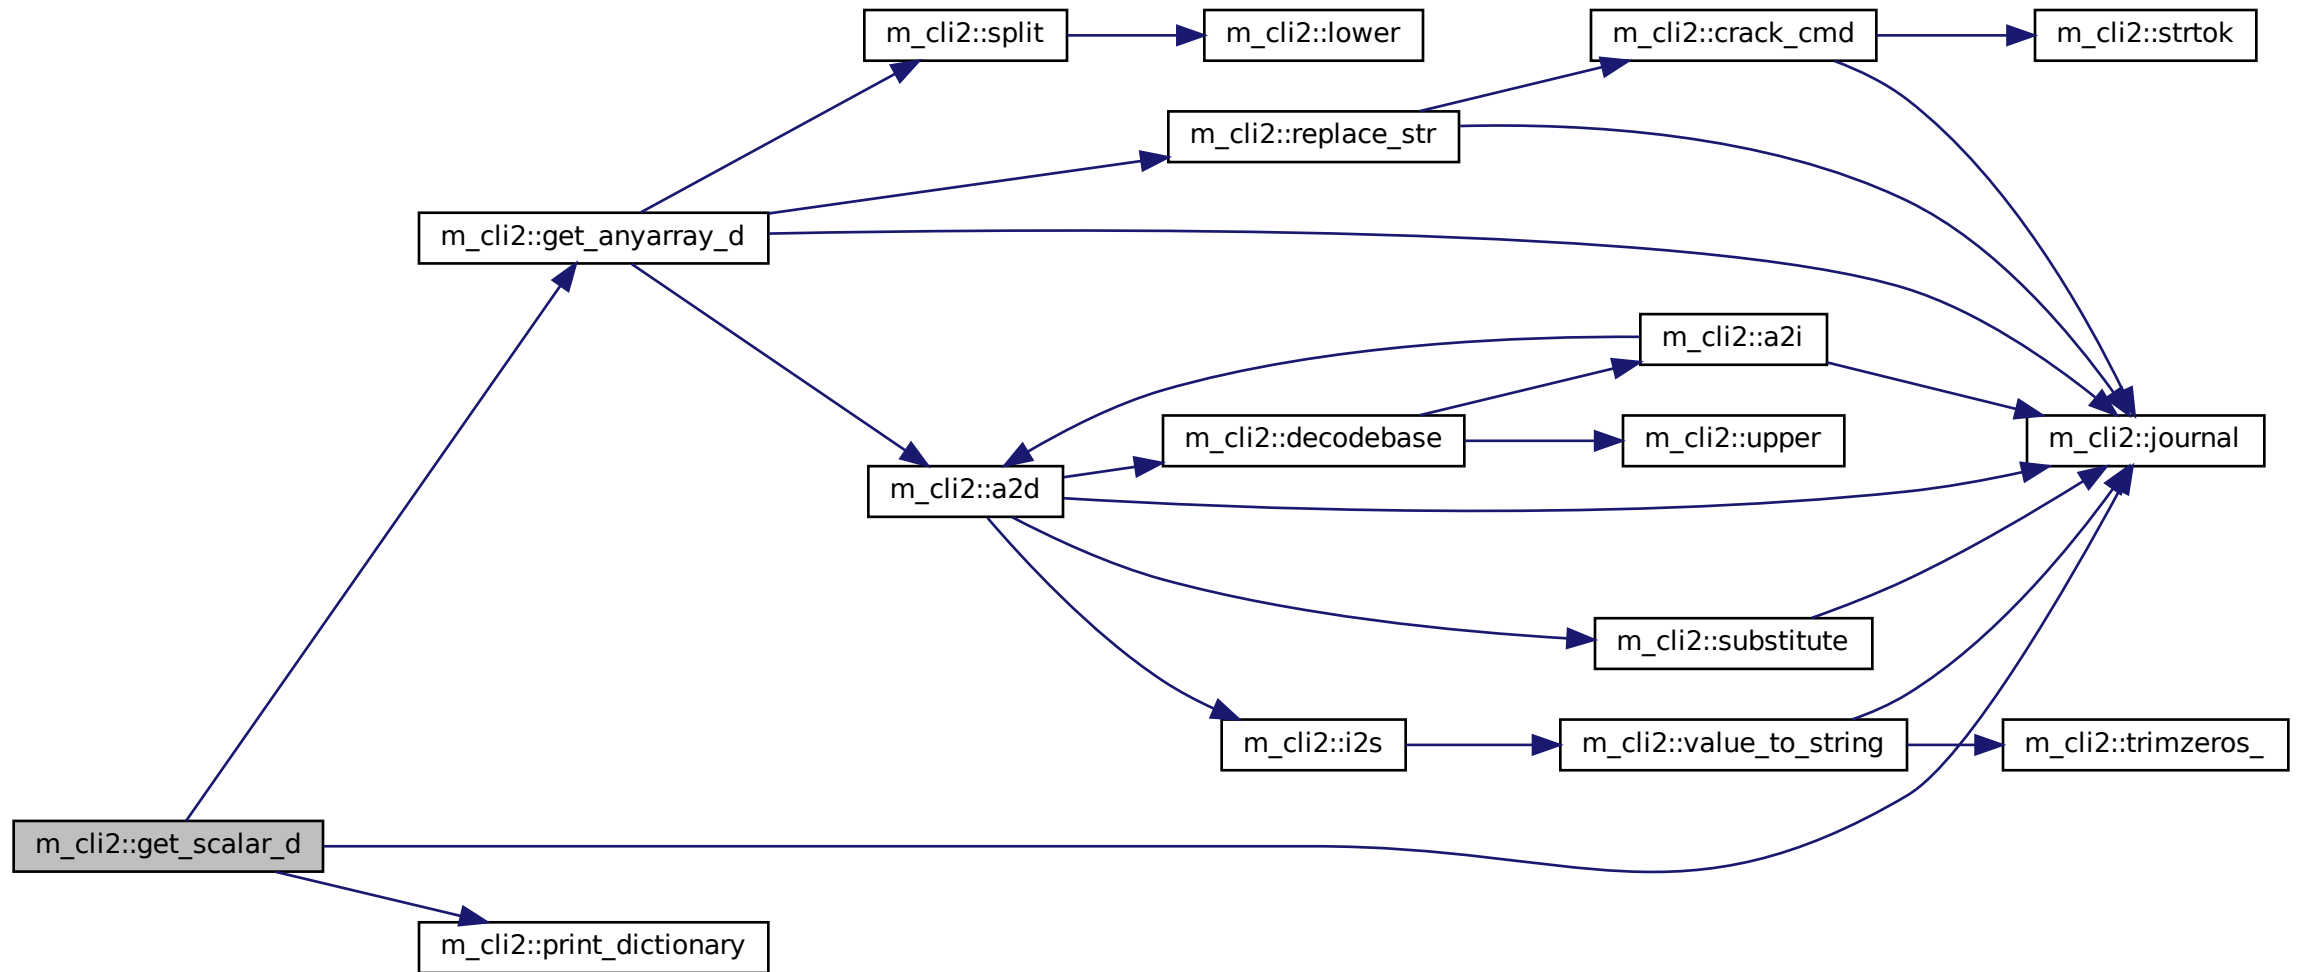 m_cli2::split
m_cli2::lower
m_cli2::crack_cmd
m_cli2::strtok
m_cli2::replace_str
m_cli2::get_anyarray_d
m_cli2::a2i
m_cli2::decodebase
m_cli2::upper
m_cli2::journal
m_cli2::a2d
m_cli2::substitute
m_cli2::i2s
m_cli2::value_to_string
m_cli2::trimzeros_
m_cli2::get_scalar_d
m_cli2::print_dictionary